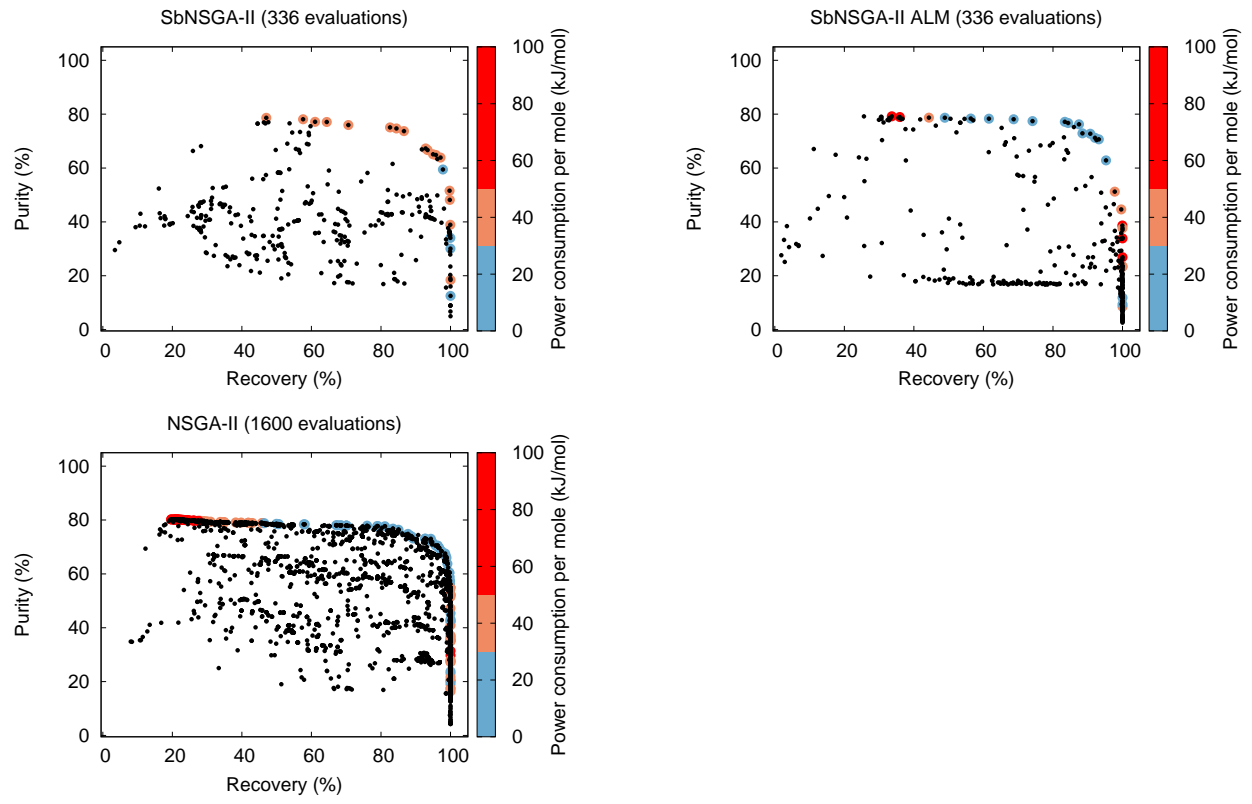 SbNSGA-II (336 evaluations)
100
80
60
40
20
0
Purity (%)
0 20 40 60 80 100
Recovery (%)
100
80
60
40
20
0
Power consumption per mole (kJ/mol)
SbNSGA-II ALM (336 evaluations)
100
80
60
40
20
0
Purity (%)
0 20 40 60 80 100
Recovery (%)
100
80
60
40
20
0
Power consumption per mole (kJ/mol)
NSGA-II (1600 evaluations)
100
80
60
40
20
0
Purity (%)
0 20 40 60 80 100
Recovery (%)
100
80
60
40
20
0
Power consumption per mole (kJ/mol)